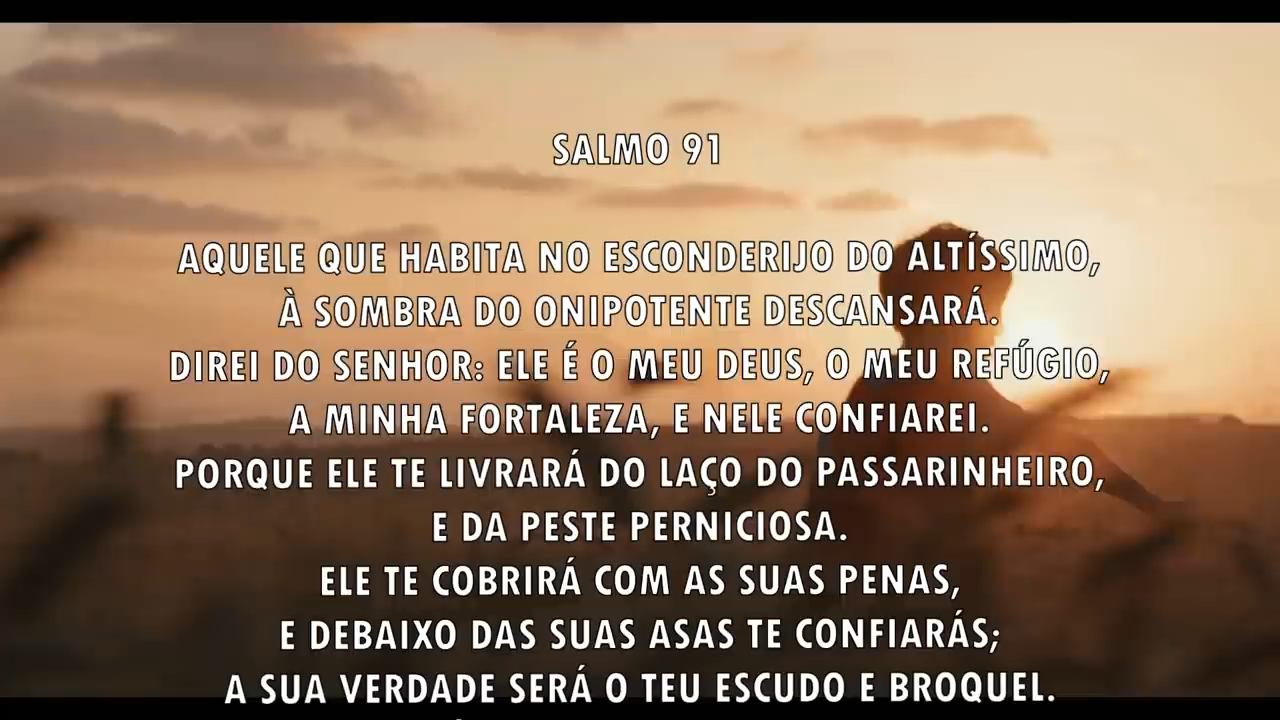 SALMO 91
AQUELE QUE HABITA NO ESCONDERIJO DO ALTÍSSIMO,
À SOMBRA DO ONIPOTENTE DESCANSARÁ.
DIREI DO SENHOR: ELE É O MEU DEUS, O MEU REFÚGIO,
A MINHA FORTALEZA, E NELE CONFIAREI.
PORQUE ELE TE LIVRARÁ DO LAÇO DO PASSARINHEIRO,
E DA PESTE PERNICIOSA.
ELE TE COBRIRÁ COM AS SUAS PENAS,
E DEBAIXO DAS SUAS ASAS TE CONFIARÁS;
A SUA VERDADE SERÁ O TEU ESCUDO E BROQUEL.